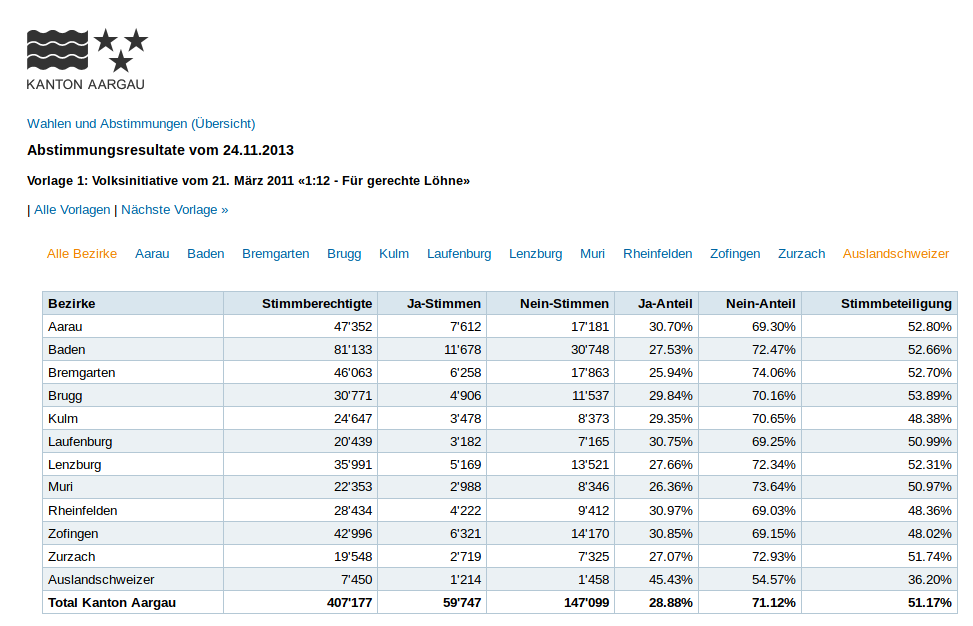 KANTON AARGAU
Wahlen und Abstimmungen (Übersicht)
Abstimmungsresultate vom 24.11.2013
Vorlage 1: Volksinitiative vom 21. März 2011 «1:12 - Für gerechte Löhne»
| Alle Vorlagen | Nächste Vorlage »
Alle Bezirke Aarau Baden Bremgarten Brugg Kulm Laufenburg Lenzburg Muri Rheinfelden Zofingen Zurzach Auslandschweizer
Bezirke Stimmberechtigte Ja-Stimmen Nein-Stimmen Ja-Anteil Nein-Anteil Stimmbeteiligung
Aarau 47'352 7'612 17'181 30.70% 69.30% 52.80%
Baden 81'133 11'678 30'748 27.53% 72.47% 52.66%
Bremgarten 46'063 6'258 17'863 25.94% 74.06% 52.70%
Brugg 30'771 4'906 11'537 29.84% 70.16% 53.89%
Kulm 24'647 3'478 8'373 29.35% 70.65% 48.38%
Laufenburg 20'439 3'182 7'165 30.75% 69.25% 50.99%
Lenzburg 35'991 5'169 13'521 27.66% 72.34% 52.31%
Muri 22'353 2'988 8'346 26.36% 73.64% 50.97%
Rheinfelden 28'434 4'222 9'412 30.97% 69.03% 48.36%
Zofingen 42'996 6'321 14'170 30.85% 69.15% 48.02%
Zurzach 19'548 2'719 7'325 27.07% 72.93% 51.74%
Auslandschweizer 7'450 1'214 1'458 45.43% 54.57% 36.20%
Total Kanton Aargau 407'177 59'747 147'099 28.88% 71.12% 51.17%